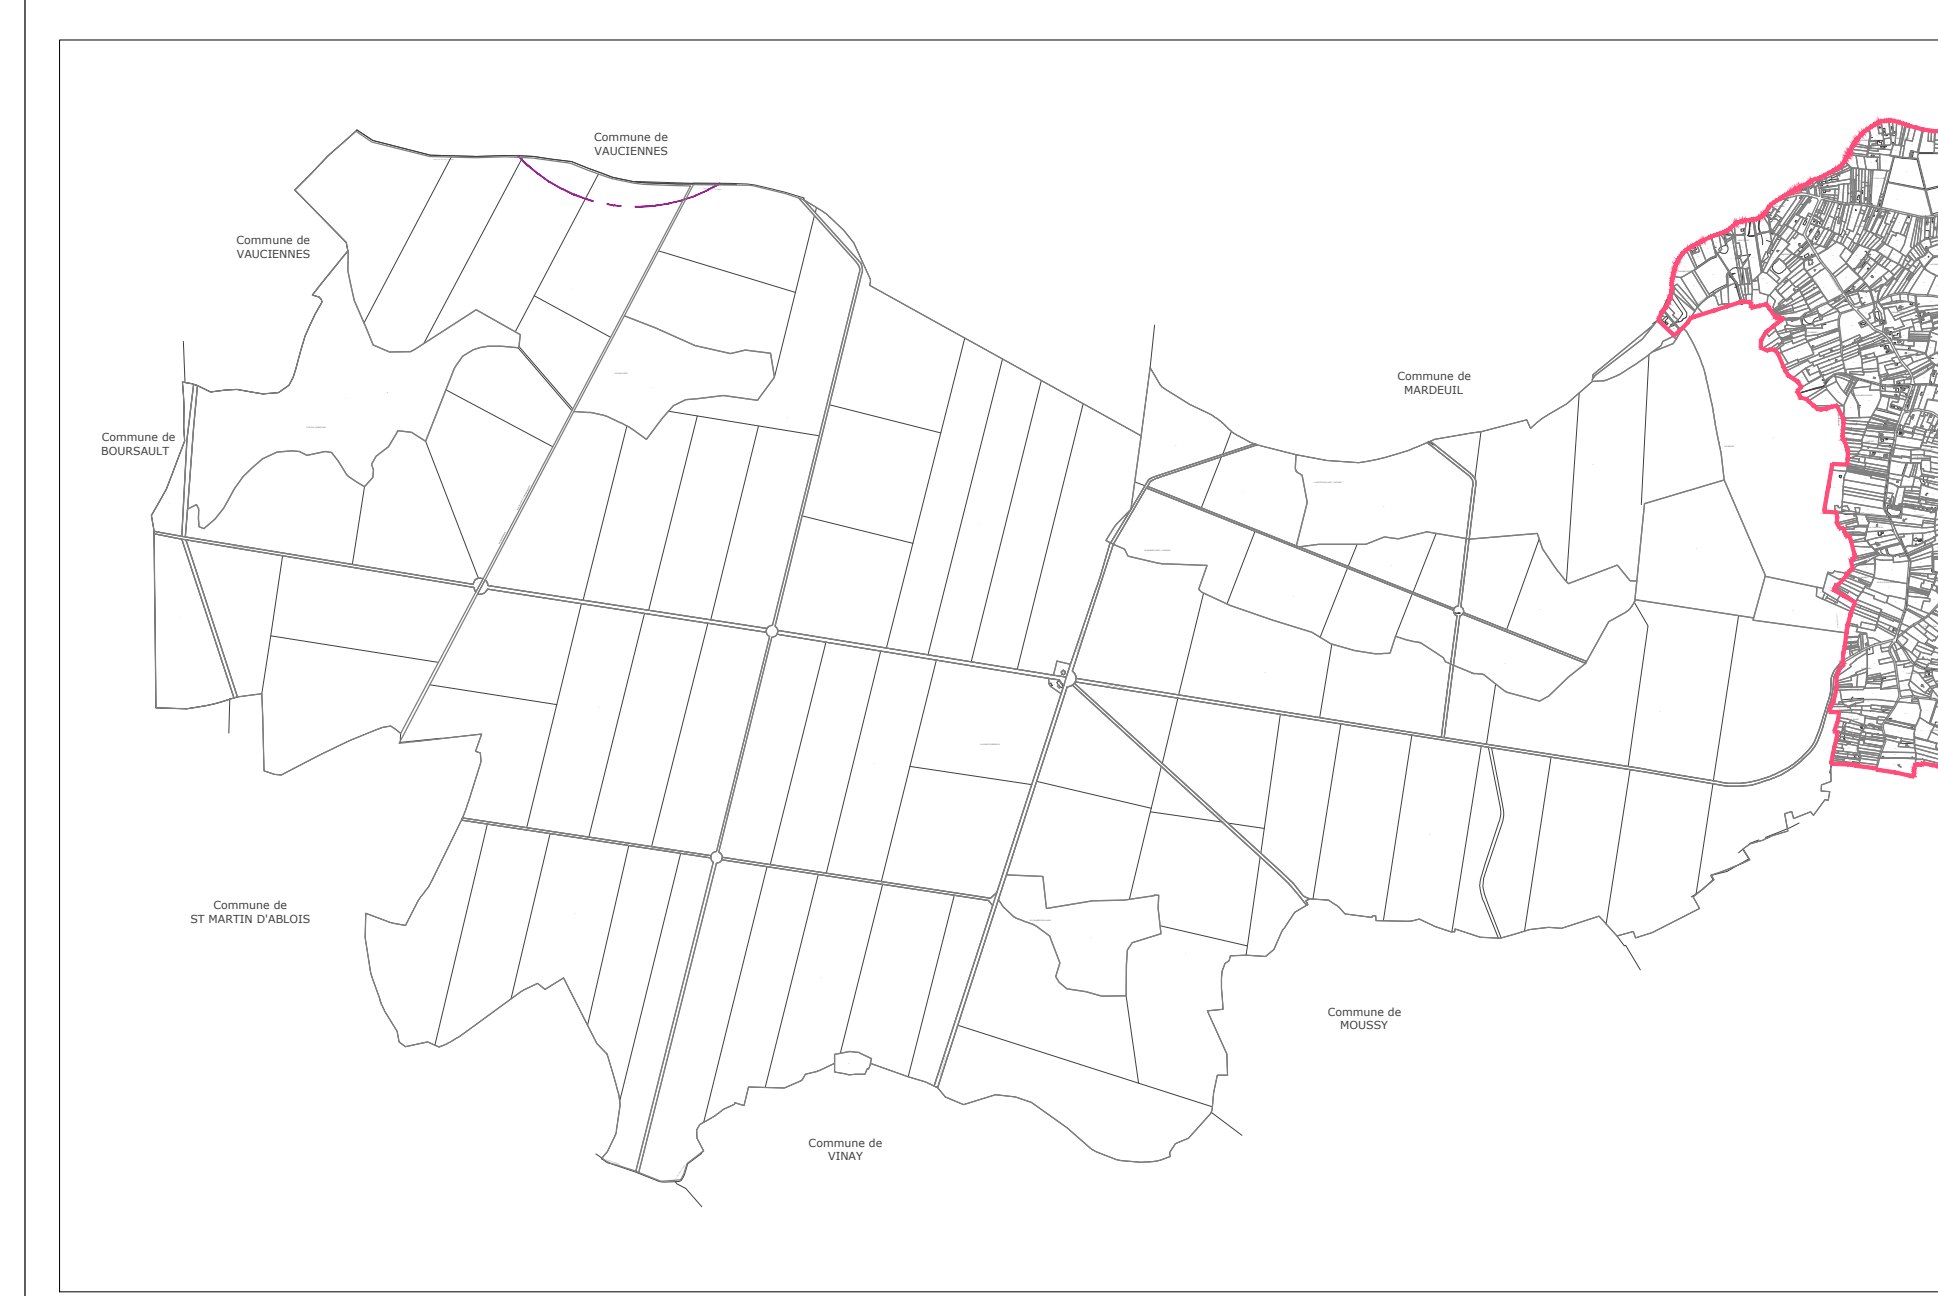 Commune de
VAUCIENNES
Commune de
VAUCIENNES
Commune de
MARDEUIL
Commune de
BOURSAULT
Commune de
ST MARTIN D'ABLOIS
Commune de
MOUSSY
Commune de
VINAY